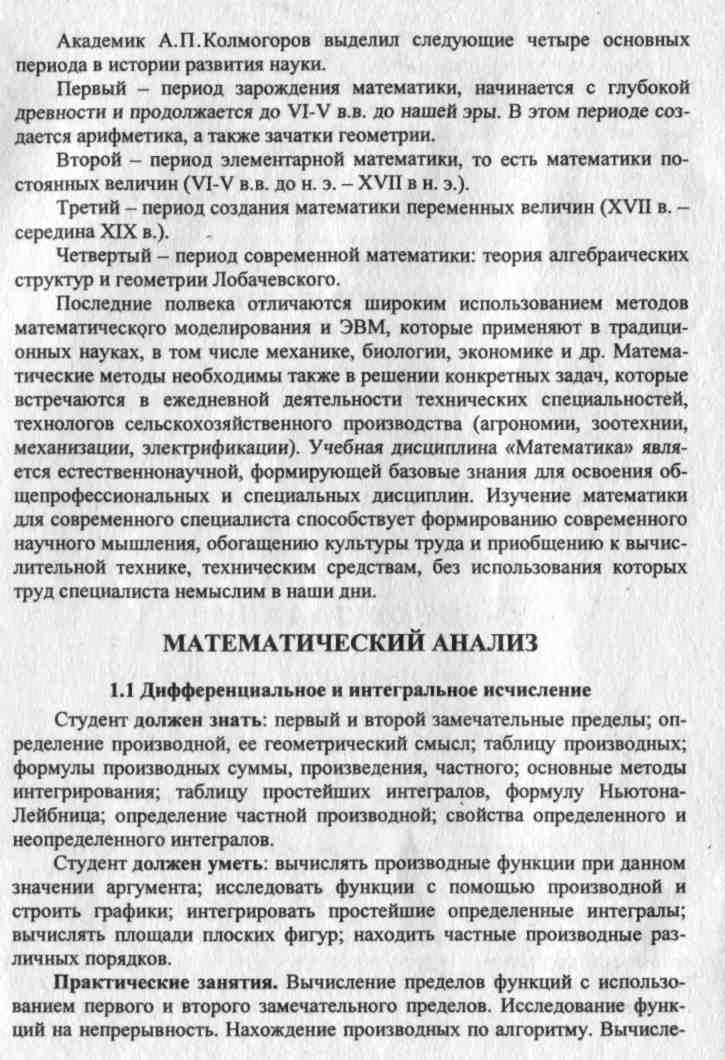 Академик А.П.Колмогоров выделил следующие четыре основных
периода в истории развития науки.
Первый – период зарождения математики, начинается с глубокой
древности и продолжается до VI-V в.в. до нашей эры. В этом периоде соз-
дается арифметика, а также зачатки геометрии.
Второй – период элементарной математики, то есть математики по-
стоянных величин (VI-V в.в. до н. э. – XVII в н. э.).
Третий – период создания математики переменных величин (XVII в. –
середина XIX в.).
Четвертый – период современной математики: теория алгебраических
структур и геометрии Лобачевского.
Последние полвека отличаются широким использованием методов
математического моделирования и ЭВМ, которые применяют в традици-
онных науках, в том числе механике, биологии, экономике и др. Матема-
тические методы необходимы также в решении конкретных задач, которые
встречаются в ежедневной деятельности технических специальностей,
технологов сельскохозяйственного производства (агрономии, зоотехнии,
механизации, электрификации). Учебная дисциплина «Математика» явля-
ется естественнонаучной, формирующей базовые знания для освоения об-
щепрофессиональных и специальных дисциплин. Изучение математики
для современного специалиста способствует формированию современного
научного мышления, обогащению культуры труда и приобщению к вычис-
лительной технике, техническим средствам, без использования которых
труд специалиста немыслим в наши дни.
МАТЕМАТИЧЕСКИЙ АНАЛИЗ
1.1 Дифференциальное и интегральное исчисление
Студент должен знать: первый и второй замечательные пределы; оп-
ределение производной, ее геометрический смысл; таблицу производных;
формулы производных суммы, произведения, частного; основные методы
интегрирования; таблицу простейших интегралов, формулу Ньютона-
Лейбница; определение частной производной; свойства определенного и
неопределенного интегралов.
Студент должен уметь: вычислять производные функции при данном
значении аргумента; исследовать функции с помощью производной и
строить графики; интегрировать простейшие определенные интегралы;
вычислять площади плоских фигур; находить частные производные раз-
личных порядков.
Практические занятия. Вычисление пределов функций с использо-
ванием первого и второго замечательного пределов. Исследование функ-
ций на непрерывность. Нахождение производных по алгоритму. Вычисле-